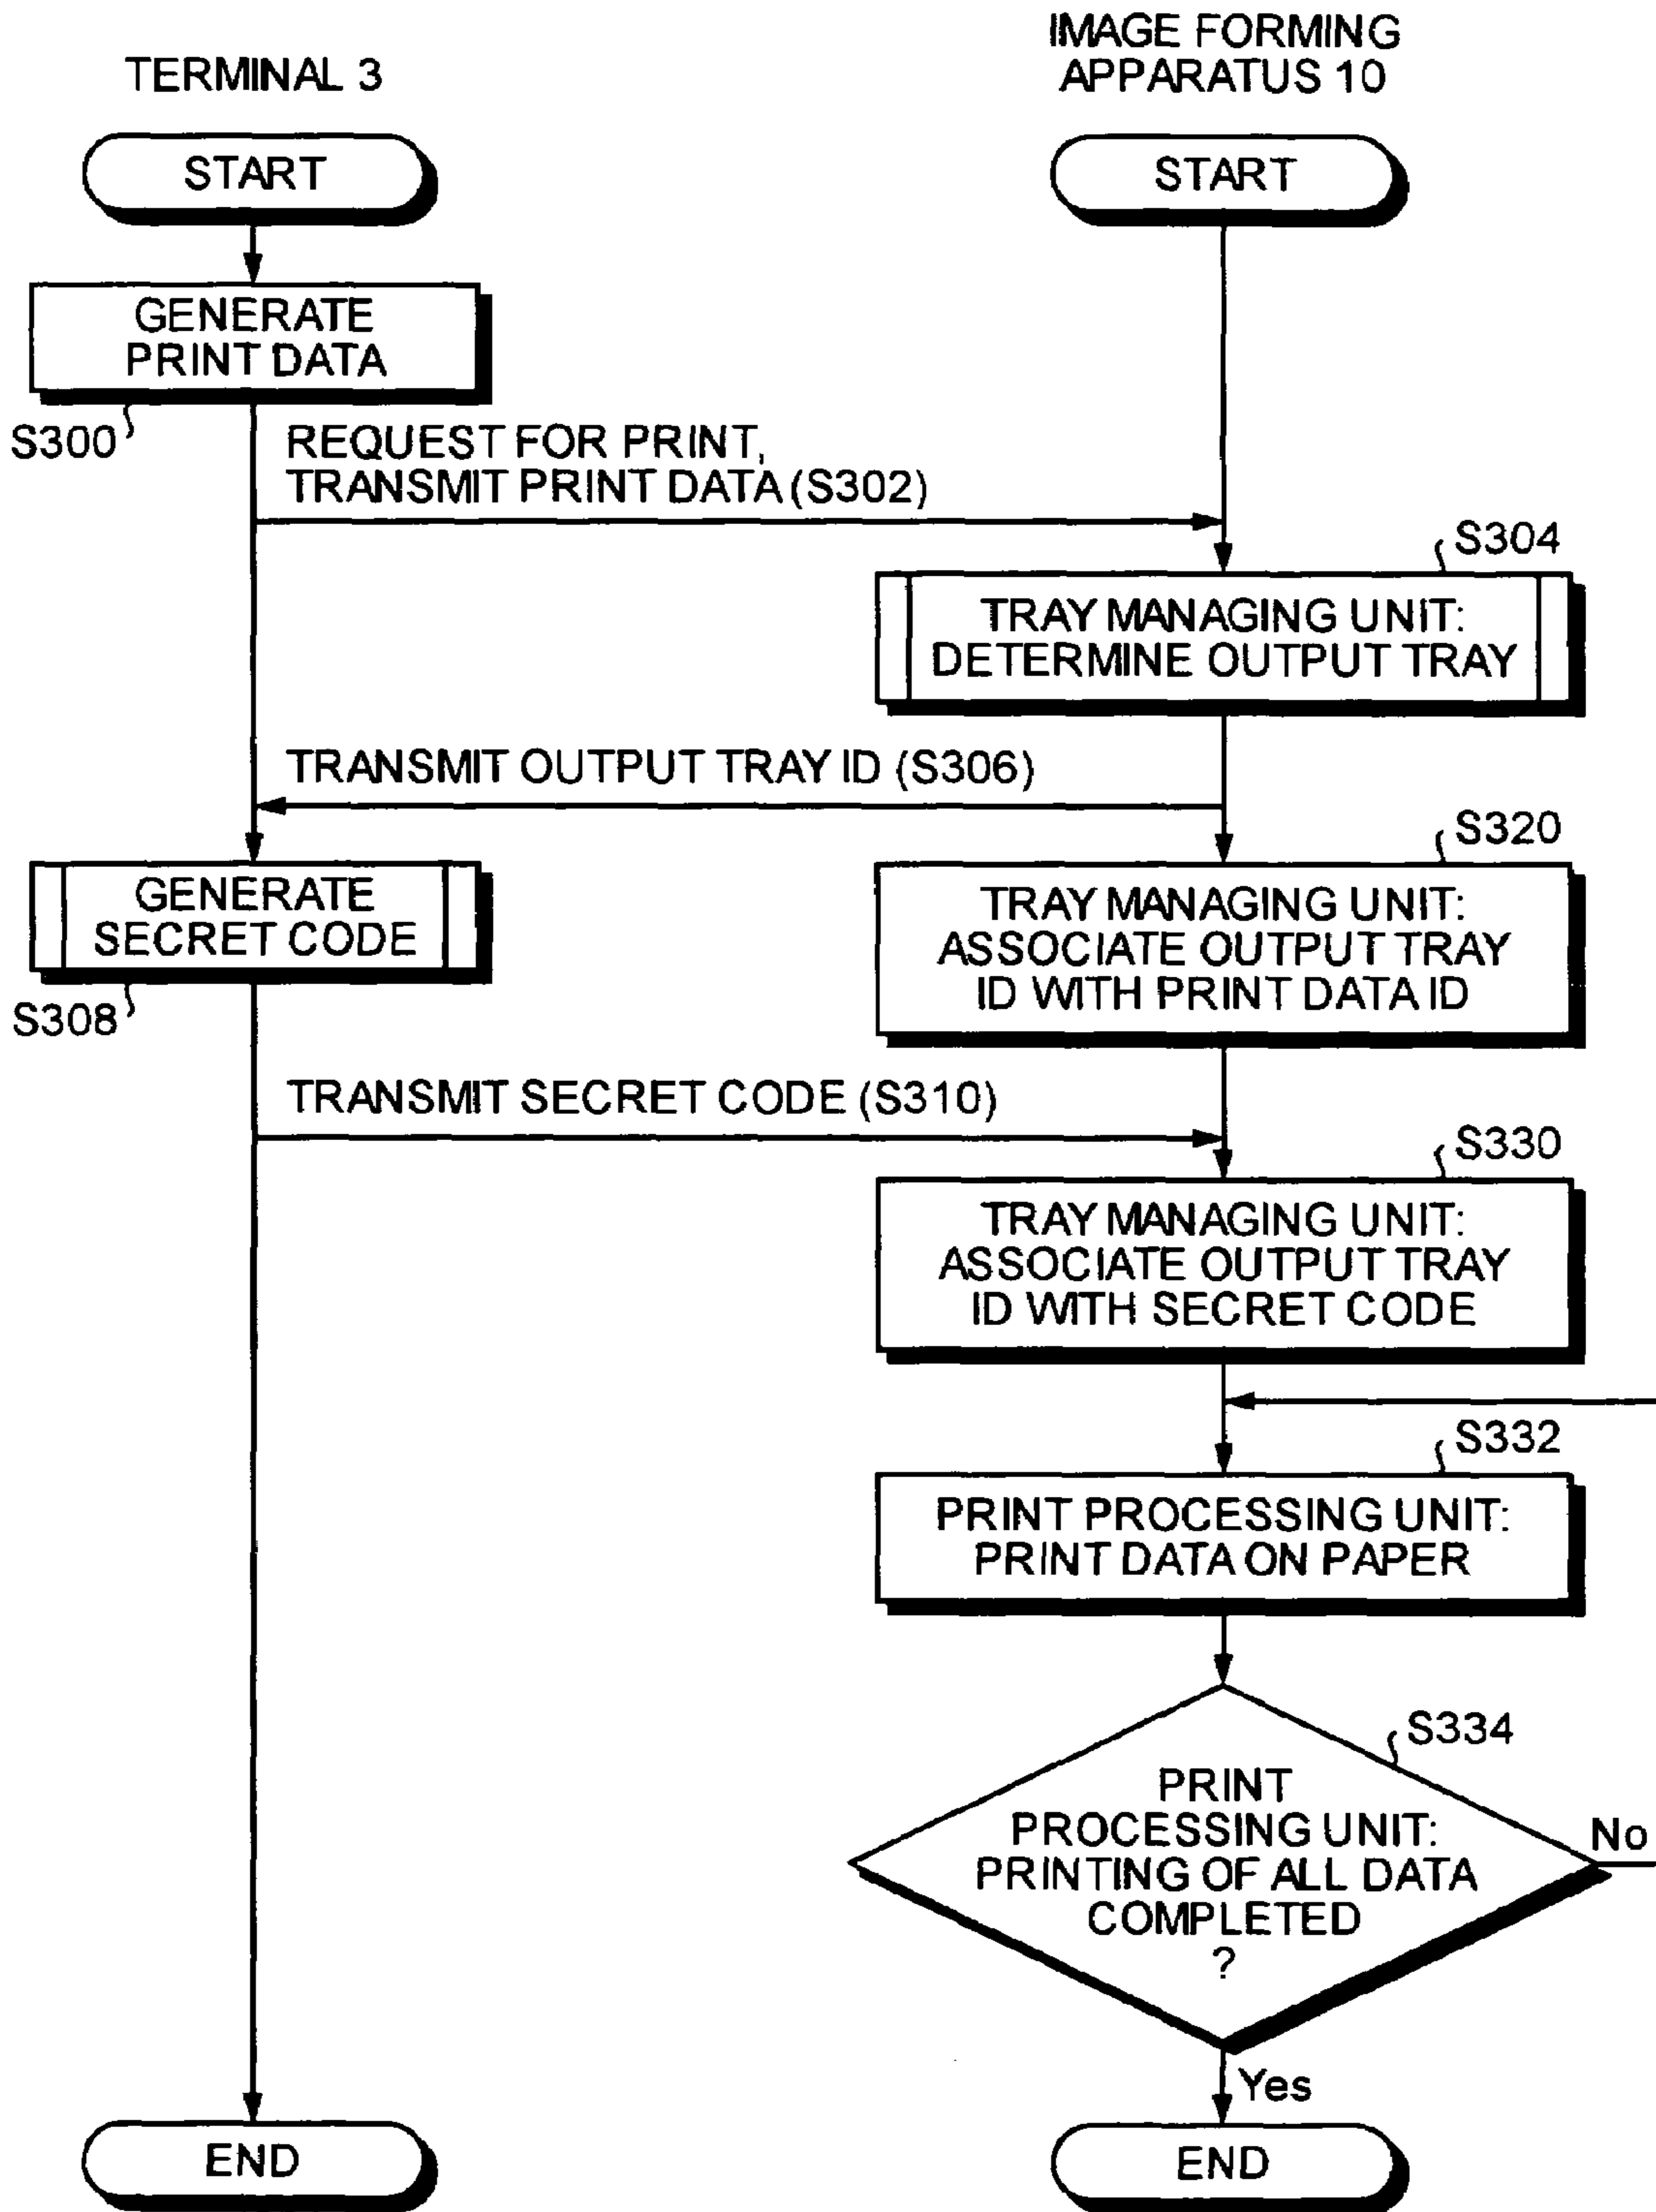 TERMINAL 3
IMAGE FORMING
APPARATUS 10
START
START
GENERATE
PRINT DATA
S300
REQUEST FOR PRINT,
TRANSMIT PRINT DATA (S302)
S304
TRAY MANAGING UNIT:
DETERMINE OUTPUT TRAY
TRANSMIT OUTPUT TRAY ID (S306)
GENERATE
SECRET CODE
S308
S320
TRAY MANAGING UNIT:
ASSOCIATE OUTPUT TRAY
ID WITH PRINT DATA ID
TRANSMIT SECRET CODE (S310)
S330
TRAY MANAGING UNIT:
ASSOCIATE OUTPUT TRAY
ID WITH SECRET CODE
S332
PRINT PROCESSING UNIT:
PRINT DATA ON PAPER
S334
PRINT
PROCESSING UNIT:
PRINTING OF ALL DATA
COMPLETED
?
No
Yes
END
END